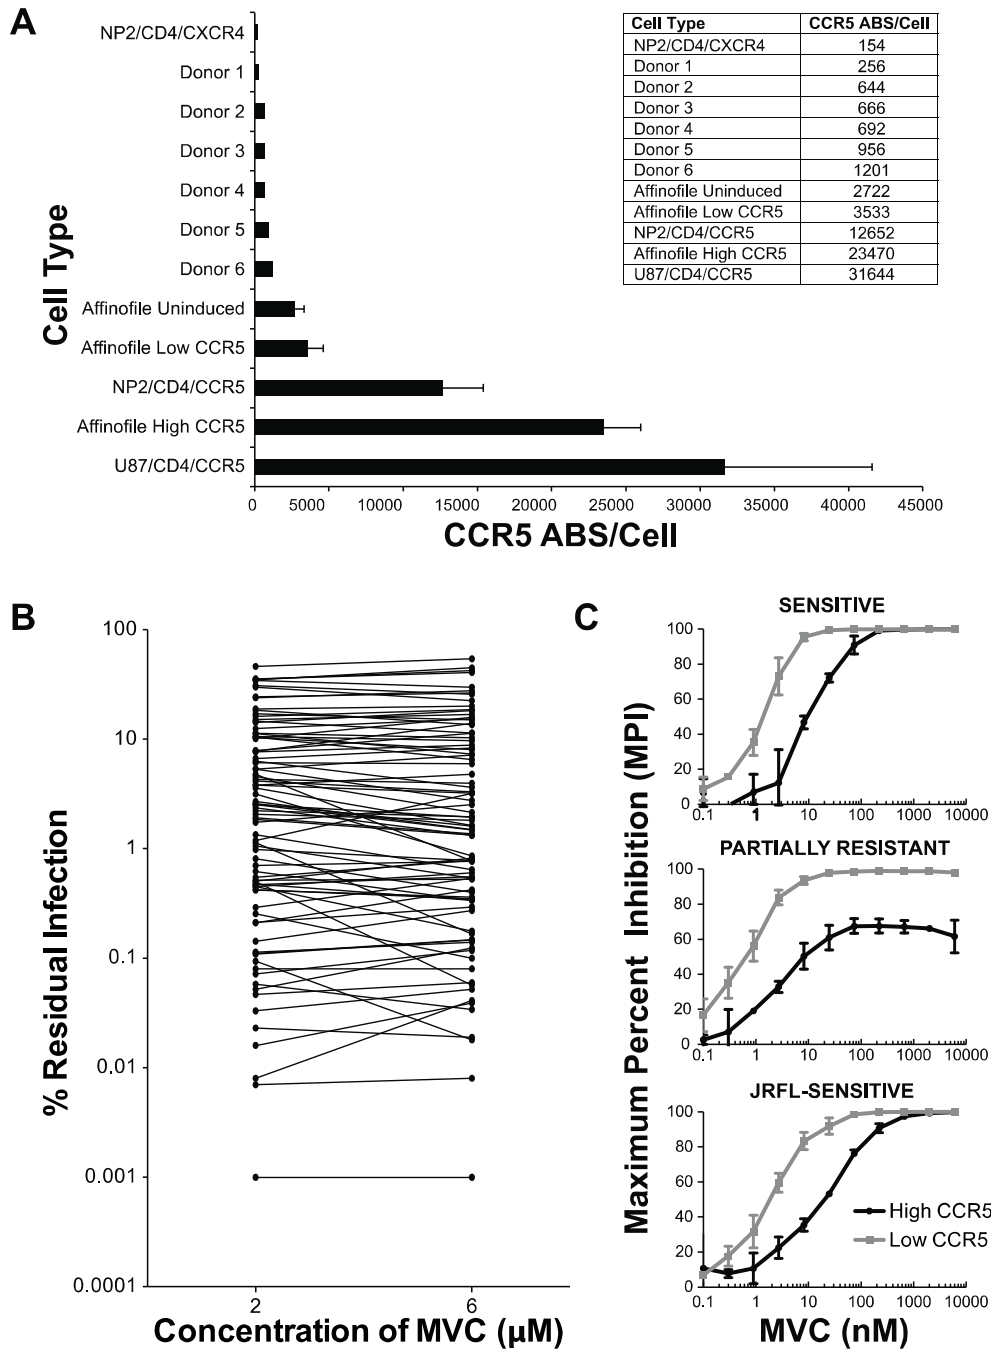 A
Cell Type
NP2/CD4/CXCR4
Donor 1
Donor 2
Donor 3
Donor 4
Donor 5
Donor 6
Affinofile Uninduced
Affinofile Low CCR5
NP2/CD4/CCR5
Affinofile High CCR5
U87/CD4/CCR5
0 5000 10000 15000 20000 25000 30000 35000 40000 45000
CCR5 ABS/Cell
Cell Type CCR5 ABS/Cell
NP2/CD4/CXCR4 154
Donor 1 256
Donor 2 644
Donor 3 666
Donor 4 692
Donor 5 956
Donor 6 1201
Affinofile Uninduced 2722
Affinofile Low CCR5 3533
NP2/CD4/CCR5 12652
Affinofile High CCR5 23470
U87/CD4/CCR5 31644
B
% Residual Infection
100
10
1
0.1
0.01
0.001
0.0001
2 6
Concentration of MVC (µM)
C
Maximum Percent Inhibition (MPI)
SENSITIVE
100
80
60
40
20
0
0.1 1 10 100 1000 10000
PARTIALLY RESISTANT
100
80
60
40
20
0
0.1 1 10 100 1000 10000
JRFL-SENSITIVE
100
80
60
40
20
0
High CCR5
Low CCR5
0.1 1 10 100 1000 10000
MVC (nM)